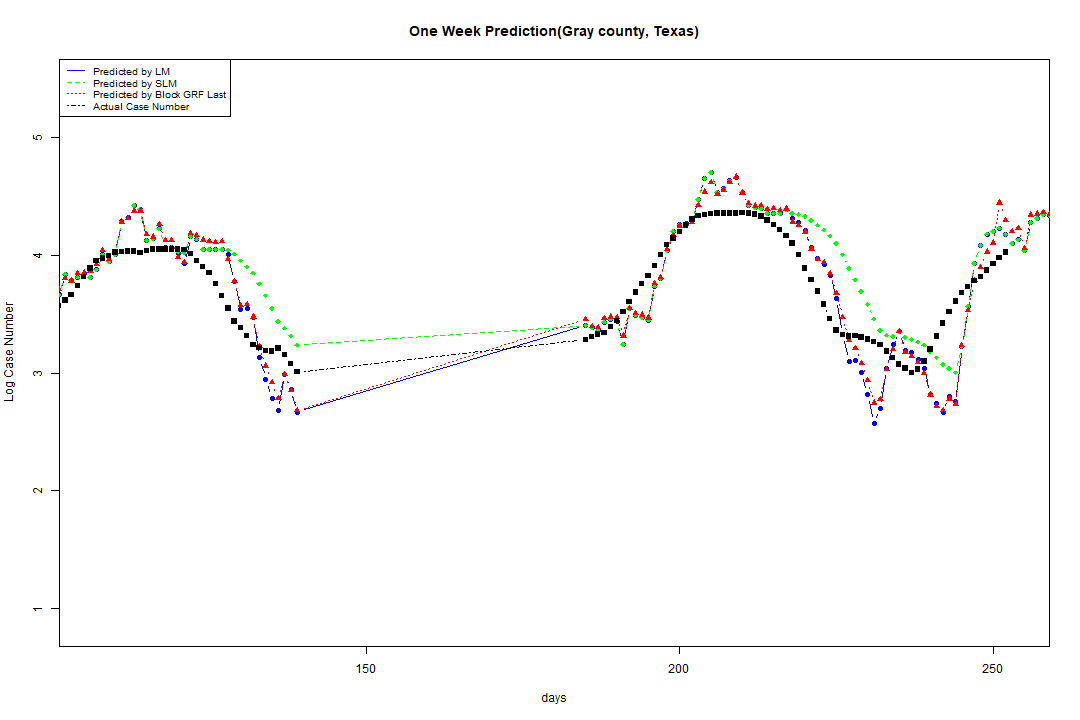 One Week Prediction(Gray county, Texas)
Predicted by LM
Predicted by SLM
Predicted by Block GRF Last
Actual Case Number
5
4
3
2
1
Log Case Number
150 200 250
days